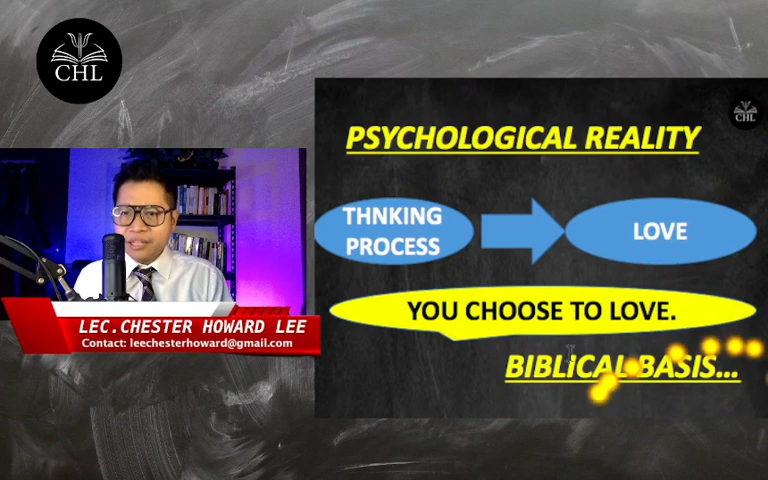 CHL
CHL
PSYCHOLOGICAL REALITY
THNKING
PROCESS
LOVE
YOU CHOOSE TO LOVE.
BIBLICAL BASIS...
LEC.CHESTER HOWARD LEE
Contact: leechesterhoward@gmail.com